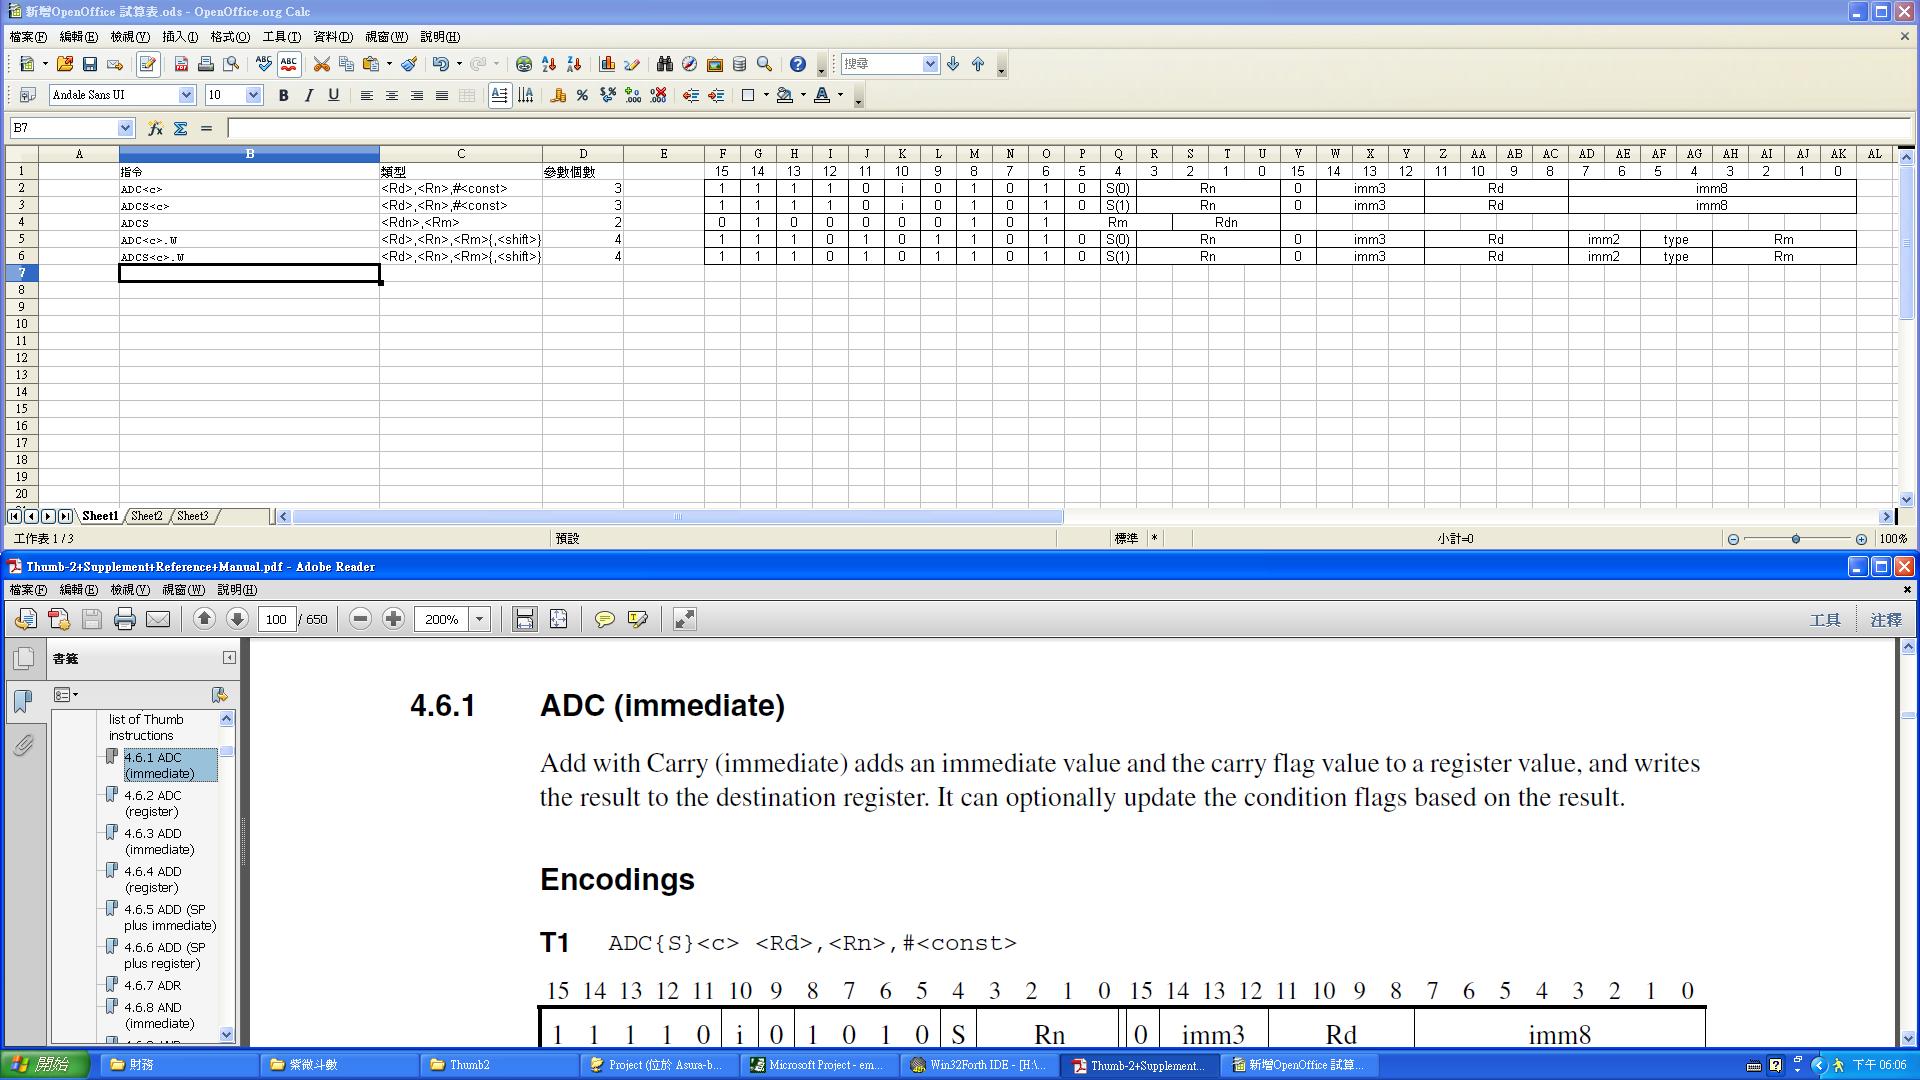 新增OpenOffice 試算表.ods - OpenOffice.org Calc
檔案(F) 編輯(E) 檢視(V) 插入(I) 格式(O) 工具(T) 資料(D) 視窗(W) 說明(H)
搜尋
Andale Sans UI 10
B7
A B C D E F G H I J K L M N O P Q R S T U V W X Y Z AA AB AC AD AE AF AG AH AI AJ AK AL
1 指令 類型 參數個數 15 14 13 12 11 10 9 8 7 6 5 4 3 2 1 0 15 14 13 12 11 10 9 8 7 6 5 4 3 2 1 0
2 ADC<c> <Rd>,<Rn>,#<const> 3 1 1 1 1 0 i 0 1 0 1 0 S(0) Rn 0 imm3 Rd imm8
3 ADCS<c> <Rd>,<Rn>,#<const> 3 1 1 1 1 0 i 0 1 0 1 0 S(1) Rn 0 imm3 Rd imm8
4 ADCS <Rdn>,<Rm> 2 0 1 0 0 0 0 0 1 0 1 Rm Rdn
5 ADC<c>.W <Rd>,<Rn>,<Rm>{,<shift>} 4 1 1 1 0 1 0 1 1 0 1 0 S(0) Rn 0 imm3 Rd imm2 type Rm
6 ADCS<c>.W <Rd>,<Rn>,<Rm>{,<shift>} 4 1 1 1 0 1 0 1 1 0 1 0 S(1) Rn 0 imm3 Rd imm2 type Rm
7
8
9
10
11
12
13
14
15
16
17
18
19
20
Sheet1 Sheet2 Sheet3
工作表 1 / 3 預設 標準 * 小計=0 100%
Thumb-2+Supplement+Reference+Manual.pdf - Adobe Reader
檔案(F) 編輯(E) 檢視(V) 視窗(W) 說明(H)
100 / 650 200% 工具 注釋
書籤
list of Thumb
instructions
4.6.1 ADC
(immediate)
4.6.2 ADC
(register)
4.6.3 ADD
(immediate)
4.6.4 ADD
(register)
4.6.5 ADD (SP
plus immediate)
4.6.6 ADD (SP
plus register)
4.6.7 ADR
4.6.8 AND
(immediate)
4.6.1 ADC (immediate)
Add with Carry (immediate) adds an immediate value and the carry flag value to a register value, and writes
the result to the destination register. It can optionally update the condition flags based on the result.
Encodings
T1 ADC{S}<c> <Rd>,<Rn>,#<const>
15 14 13 12 11 10 9 8 7 6 5 4 3 2 1 0 15 14 13 12 11 10 9 8 7 6 5 4 3 2 1 0
1 1 1 1 0 i 0 1 0 1 0 S Rn 0 imm3 Rd imm8
開始 財務 紫微斗數 Thumb2 Project (位於 Asura-b... Microsoft Project - em... Win32Forth IDE - [H:\... Thumb-2+Supplement... 新增OpenOffice 試算... 下午 06:06